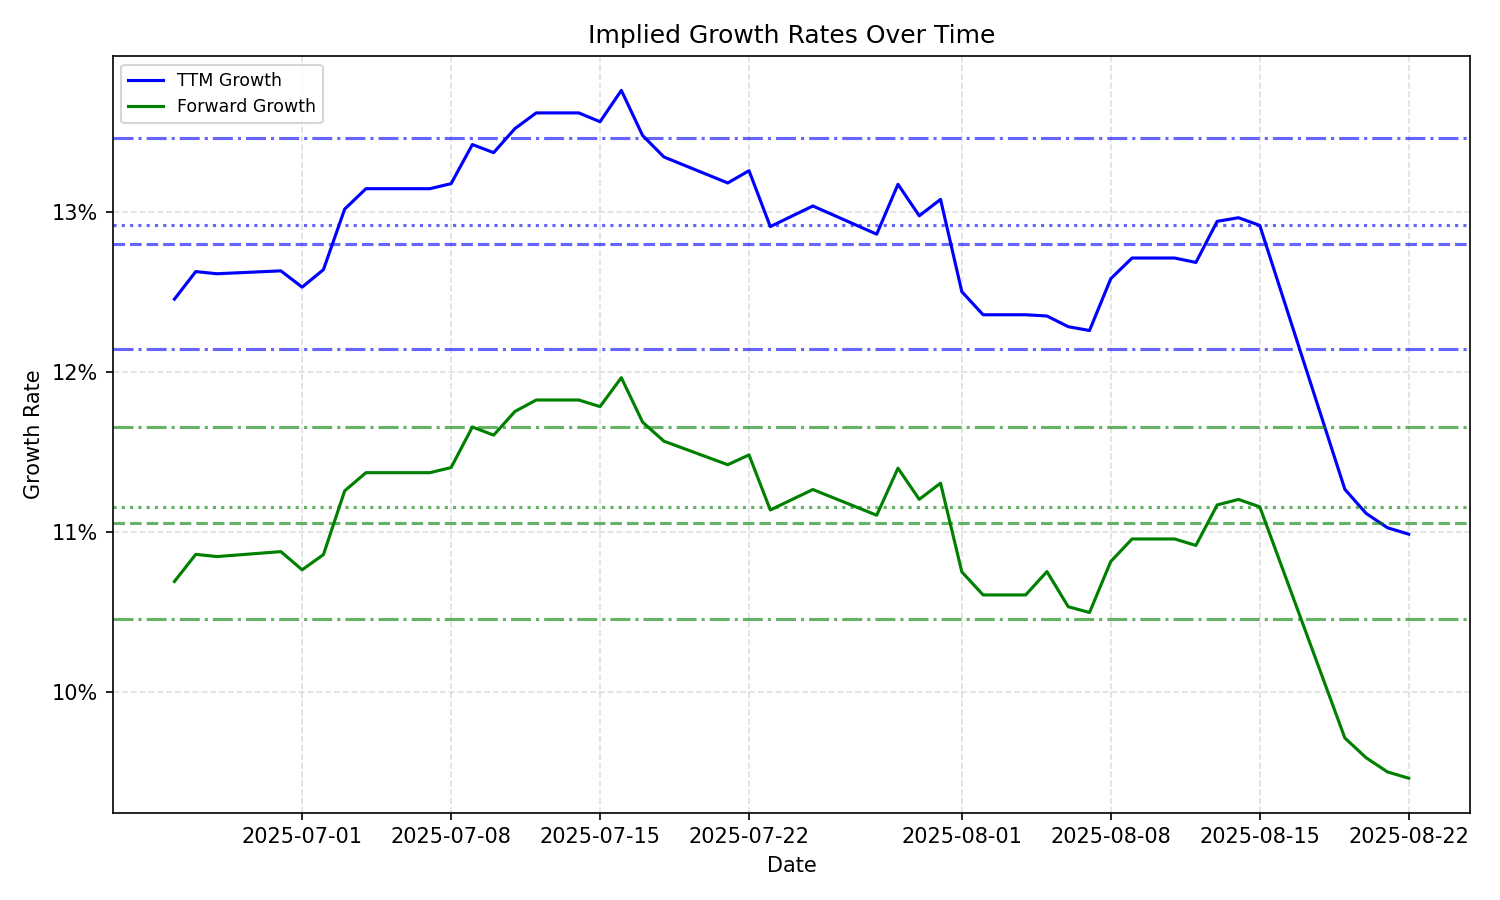 Implied Growth Rates Over Time
TTM Growth
Forward Growth
13%
12%
11%
10%
Growth Rate
2025-07-01
2025-07-08
2025-07-15
2025-07-22
2025-08-01
2025-08-08
2025-08-15
2025-08-22
Date